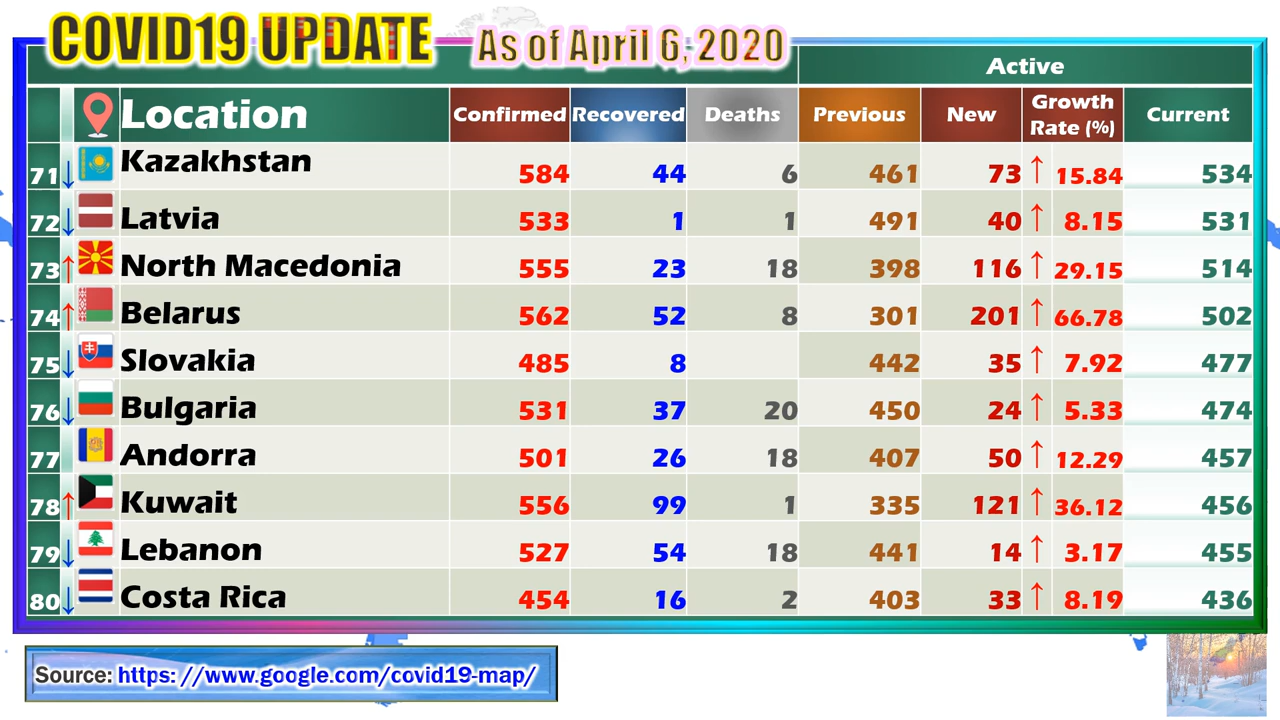 COVID19 UPDATE As of April 6, 2020
Active
Location Confirmed Recovered Deaths Previous New Growth Rate (%) Current
71 ↓ Kazakhstan 584 44 6 461 73 ↑ 15.84 534
72 ↓ Latvia 533 1 1 491 40 ↑ 8.15 531
73 ↑ North Macedonia 555 23 18 398 116 ↑ 29.15 514
74 ↑ Belarus 562 52 8 301 201 ↑ 66.78 502
75 ↓ Slovakia 485 8 442 35 ↑ 7.92 477
76 ↓ Bulgaria 531 37 20 450 24 ↑ 5.33 474
77 Andorra 501 26 18 407 50 ↑ 12.29 457
78 ↑ Kuwait 556 99 1 335 121 ↑ 36.12 456
79 ↓ Lebanon 527 54 18 441 14 ↑ 3.17 455
80 ↓ Costa Rica 454 16 2 403 33 ↑ 8.19 436
Source: https: //www.google.com/covid19-map/